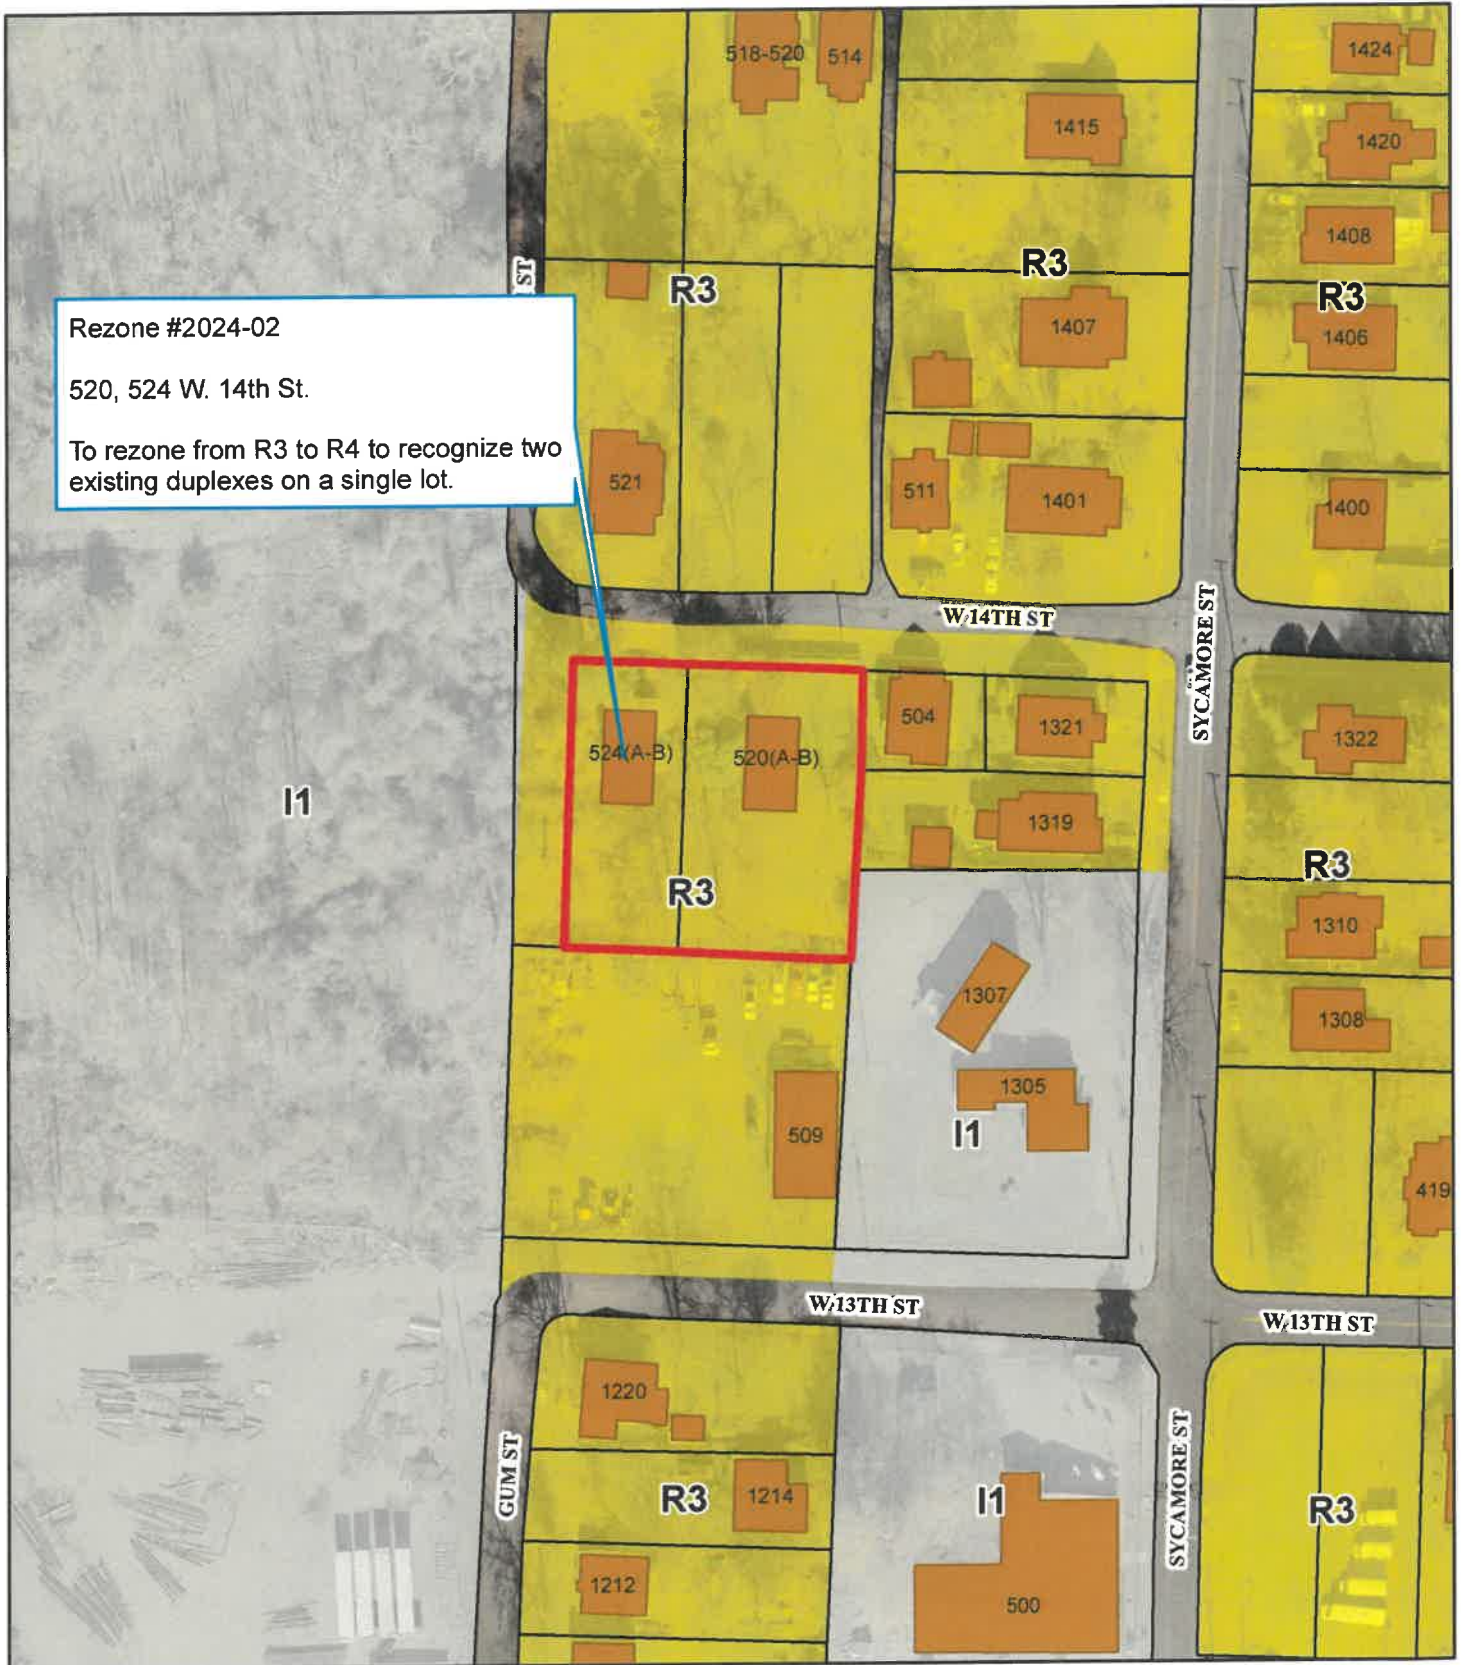 518-520
514
1424
1415
1420
1408
R3
R3
R3
ST
1407
1406
Rezone #2024-02
520, 524 W. 14th St.
To rezone from R3 to R4 to recognize two
existing duplexes on a single lot.
521
511
1401
1400
W 14TH ST
SYCAMORE ST
524(A-B)
520(A-B)
504
1321
1322
I1
1319
R3
R3
1310
1307
1308
1305
509
I1
419
W 13TH ST
W 13TH ST
1220
GUM ST
R3
1214
I1
SYCAMORE ST
R3
1212
500